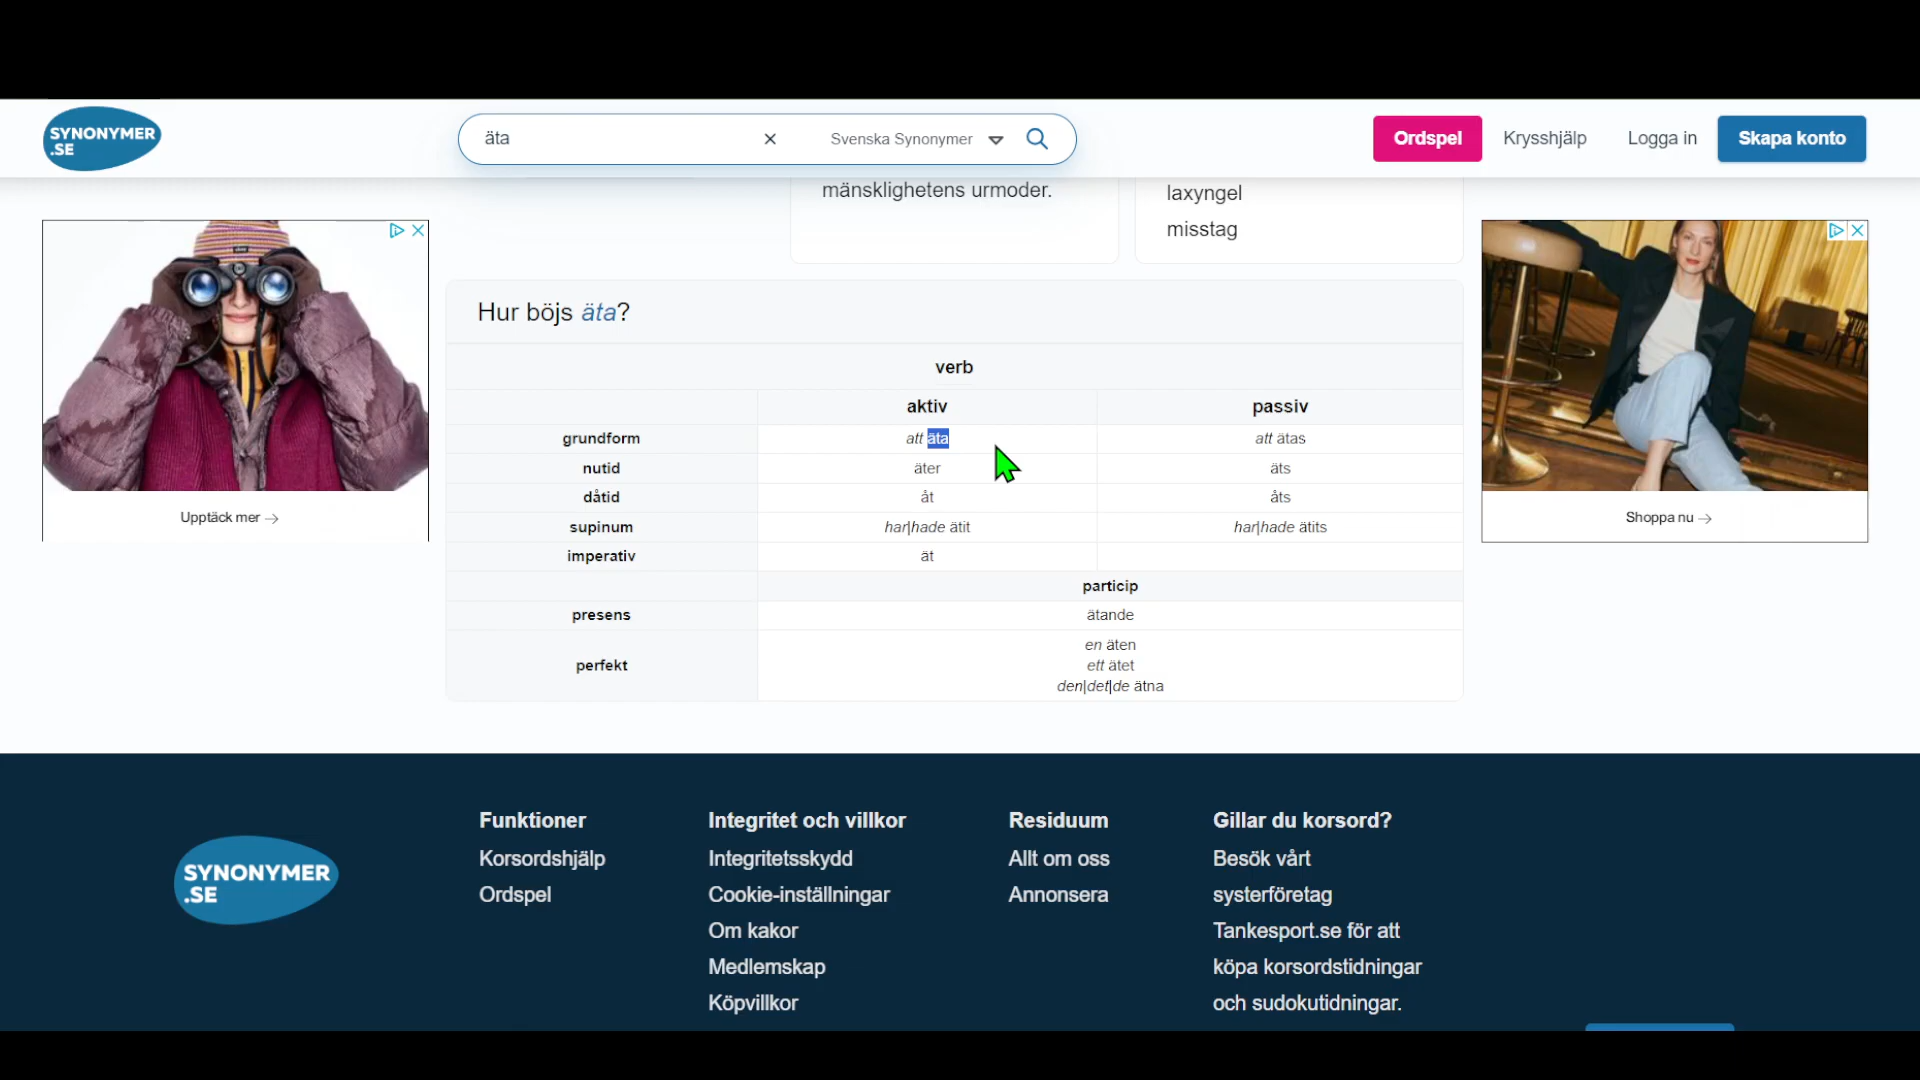 SYNONYMER
.SE
äta
Svenska Synonymer
Ordspel
Krysshjälp
Logga in
Skapa konto
mänsklighetens urmoder.
laxyngel
misstag
Upptäck mer →
Shoppa nu →
Hur böjs äta?
verb
aktiv passiv
grundform att äta att ätas
nutid äter äts
dåtid åt åts
supinum har|hade ätit har|hade ätits
imperativ ät
particip
presens ätande
perfekt
en äten
ett ätet
den|det|de ätna
SYNONYMER
.SE
Funktioner
Korsordshjälp
Ordspel
Integritet och villkor
Integritetsskydd
Cookie-inställningar
Om kakor
Medlemskap
Köpvillkor
Residuum
Allt om oss
Annonsera
Gillar du korsord?
Besök vårt
systerföretag
Tankesport.se för att
köpa korsordstidningar
och sudokutidningar.